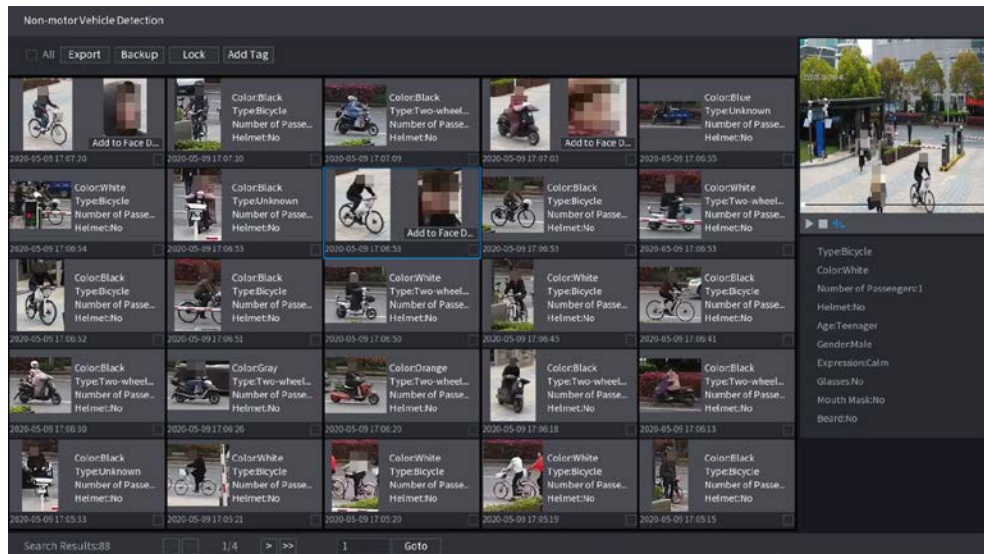 Non-motor Vehicle Detection
All Export Backup Lock Add Tag
Add to Face D...
2020-05-09 17:07:20
Color:Black
Type:Bicycle
Number of Passe...
Helmet:No
2020-05-09 17:07:10
Color:Black
Type:Two-wheel...
Number of Passe...
Helmet:No
2020-05-09 17:07:09
Add to Face D...
2020-05-09 17:07:03
Color:Blue
Type:Unknown
Number of Passe...
Helmet:No
2020-05-09 17:06:55
Color:White
Type:Bicycle
Number of Passe...
Helmet:No
2020-05-09 17:06:54
Color:Black
Type:Unknown
Number of Passe...
Helmet:No
2020-05-09 17:06:53
Add to Face D...
2020-05-09 17:06:53
Color:Black
Type:Bicycle
Number of Passe...
Helmet:No
2020-05-09 17:06:53
Color:White
Type:Two-wheel...
Number of Passe...
Helmet:No
2020-05-09 17:06:53
Color:Black
Type:Bicycle
Number of Passe...
Helmet:No
2020-05-09 17:06:52
Color:Black
Type:Bicycle
Number of Passe...
Helmet:No
2020-05-09 17:06:51
Color:White
Type:Two-wheel...
Number of Passe...
Helmet:No
2020-05-09 17:06:50
Color:White
Type:Bicycle
Number of Passe...
Helmet:No
2020-05-09 17:06:45
Color:Black
Type:Bicycle
Number of Passe...
Helmet:No
2020-05-09 17:06:41
Color:Black
Type:Two-wheel...
Number of Passe...
Helmet:No
2020-05-09 17:06:30
Color:Gray
Type:Two-wheel...
Number of Passe...
Helmet:No
2020-05-09 17:06:26
Color:Orange
Type:Two-wheel...
Number of Passe...
Helmet:No
2020-05-09 17:06:20
Color:Black
Type:Two-wheel...
Number of Passe...
Helmet:No
2020-05-09 17:06:18
Color:Black
Type:Two-wheel...
Number of Passe...
Helmet:No
2020-05-09 17:06:13
Color:Black
Type:Unknown
Number of Passe...
Helmet:No
2020-05-09 17:05:33
Color:White
Type:Bicycle
Number of Passe...
Helmet:No
2020-05-09 17:05:21
Color:White
Type:Bicycle
Number of Passe...
Helmet:No
2020-05-09 17:05:20
Color:White
Type:Bicycle
Number of Passe...
Helmet:No
2020-05-09 17:05:19
Color:Black
Type:Bicycle
Number of Passe...
Helmet:No
2020-05-09 17:05:15
Type:Bicycle
Color:White
Number of Passengers:1
Helmet:No
Age:Teenager
Gender:Male
Expression:Calm
Glasses:No
Mouth Mask:No
Beard:No
Search Results:88 1/4 > >> 1 Goto